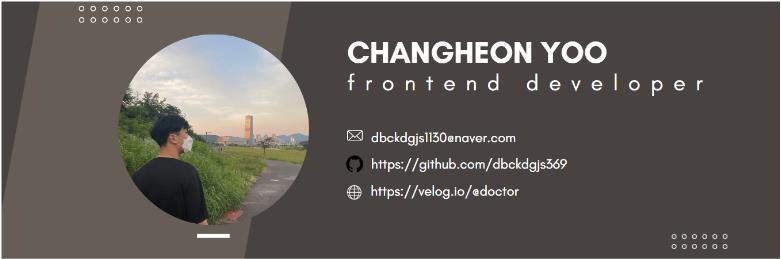 CHANGHEON YOO
frontend developer
dbckdgjs1130@naver.com
https://github.com/dbckdgjs369
https://velog.io/@doctor